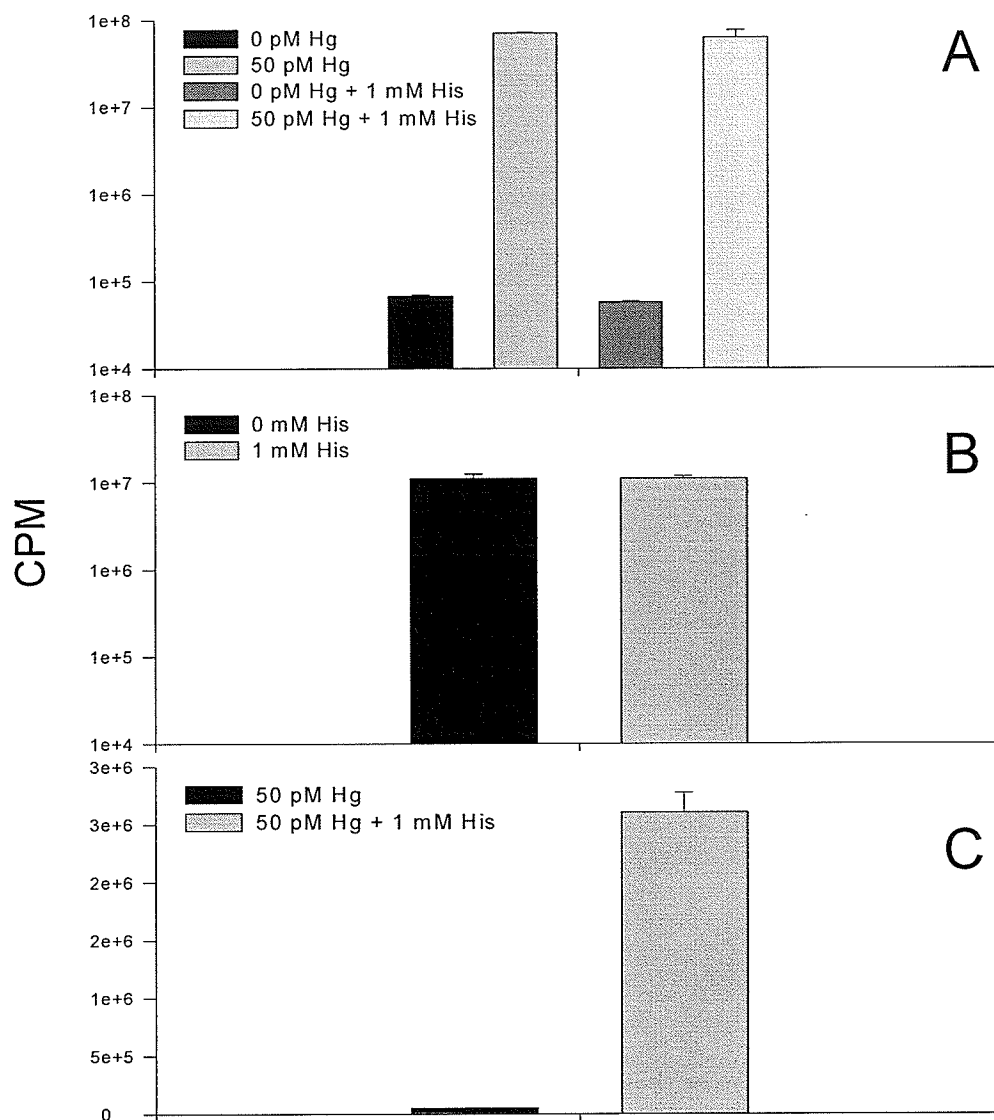 1e+8
1e+7
1e+6
1e+5
1e+4
0 pM Hg
50 pM Hg
0 pM Hg + 1 mM His
50 pM Hg + 1 mM His
A
1e+8
1e+7
1e+6
1e+5
1e+4
0 mM His
1 mM His
B
CPM
3e+6
3e+6
2e+6
2e+6
1e+6
5e+5
0
50 pM Hg
50 pM Hg + 1 mM His
C